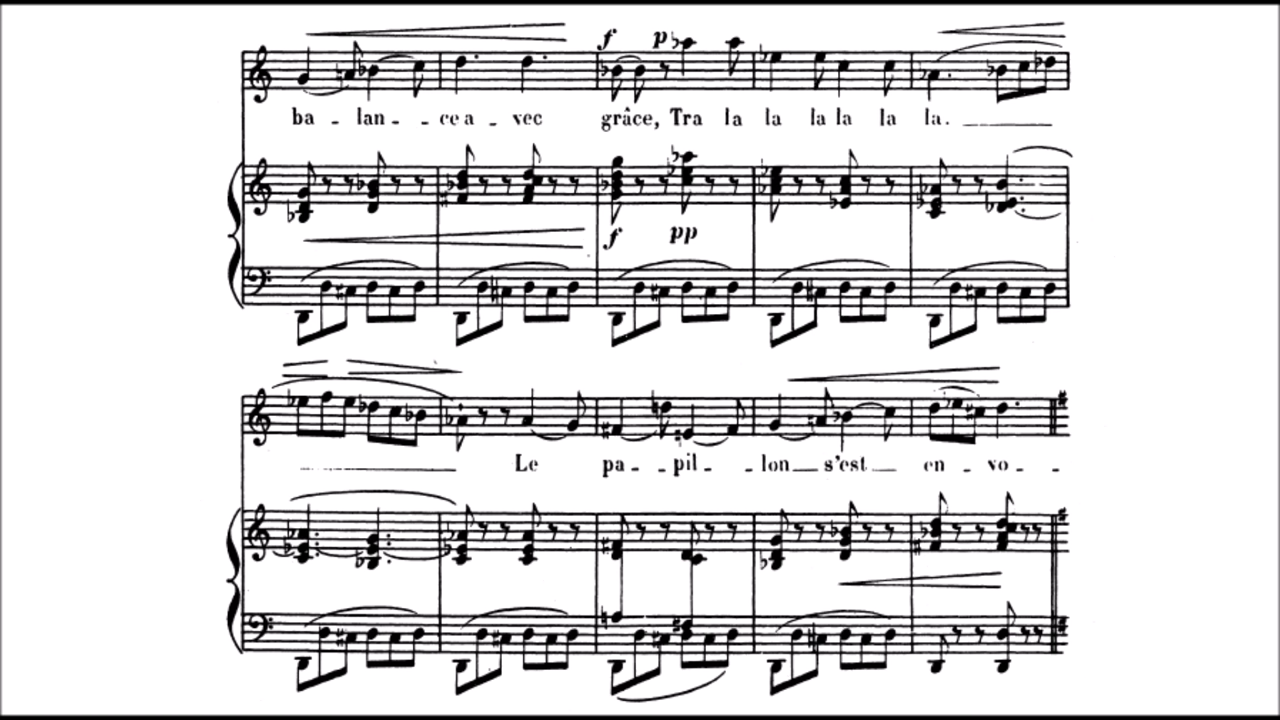 f p
ba - lan - - ce a - vec grâce, Tra la la la la la la.
f pp
Le pa - - pil - - lon s'est en - vo - -